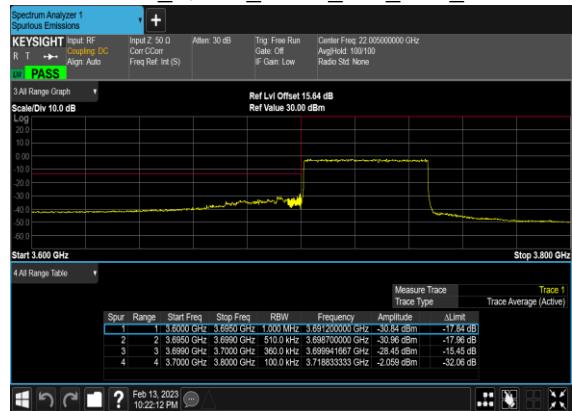 Spectrum Analyzer 1
Spurious Emissions
KEYSIGHT Input: RF Input Z: 50 Ω Atten: 30 dB Trig: Free Run Center Freq: 22.005000000 GHz
R T Coupling: DC Corr CCorr Gate: Off Avg|Hold: 100/100
Align: Auto Freq Ref: Int (S) IF Gain: Low Radio Std: None
LW PASS
3 All Range Graph
Ref Lvl Offset 15.64 dB
Scale/Div 10.0 dB Ref Value 30.00 dBm
Log
20.0
10.0
0.00
-10.0
-20.0
-30.0
-40.0
-50.0
-60.0
Start 3.600 GHz Stop 3.800 GHz
4 All Range Table
Measure Trace Trace 1
Trace Type Trace Average (Active)
Spur Range Start Freq Stop Freq RBW Frequency Amplitude ΔLimit
1 1 3.6000 GHz 3.6950 GHz 1.000 MHz 3.691200000 GHz -30.84 dBm -17.84 dB
2 2 3.6950 GHz 3.6990 GHz 510.0 kHz 3.698700000 GHz -30.96 dBm -17.96 dB
3 3 3.6990 GHz 3.7000 GHz 360.0 kHz 3.699941667 GHz -28.45 dBm -15.45 dB
4 4 3.7000 GHz 3.8000 GHz 100.0 kHz 3.718833333 GHz -2.059 dBm -32.06 dB
? Feb 13, 2023
10:22:12 PM